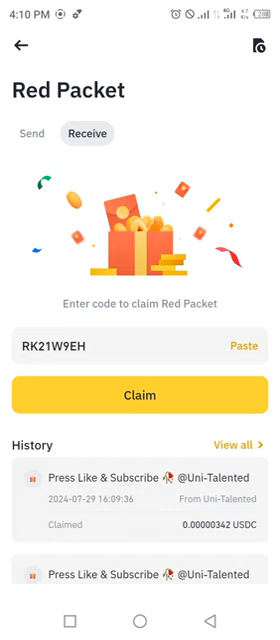 4:10 PM
Red Packet
Send
Receive
Enter code to claim Red Packet
RK21W9EH
Paste
Claim
History
View all
Press Like & Subscribe 🥀 @Uni-Talented
2024-07-29 16:09:36
From Uni-Talented
Claimed
0.00000342 USDC
Press Like & Subscribe 🥀 @Uni-Talented